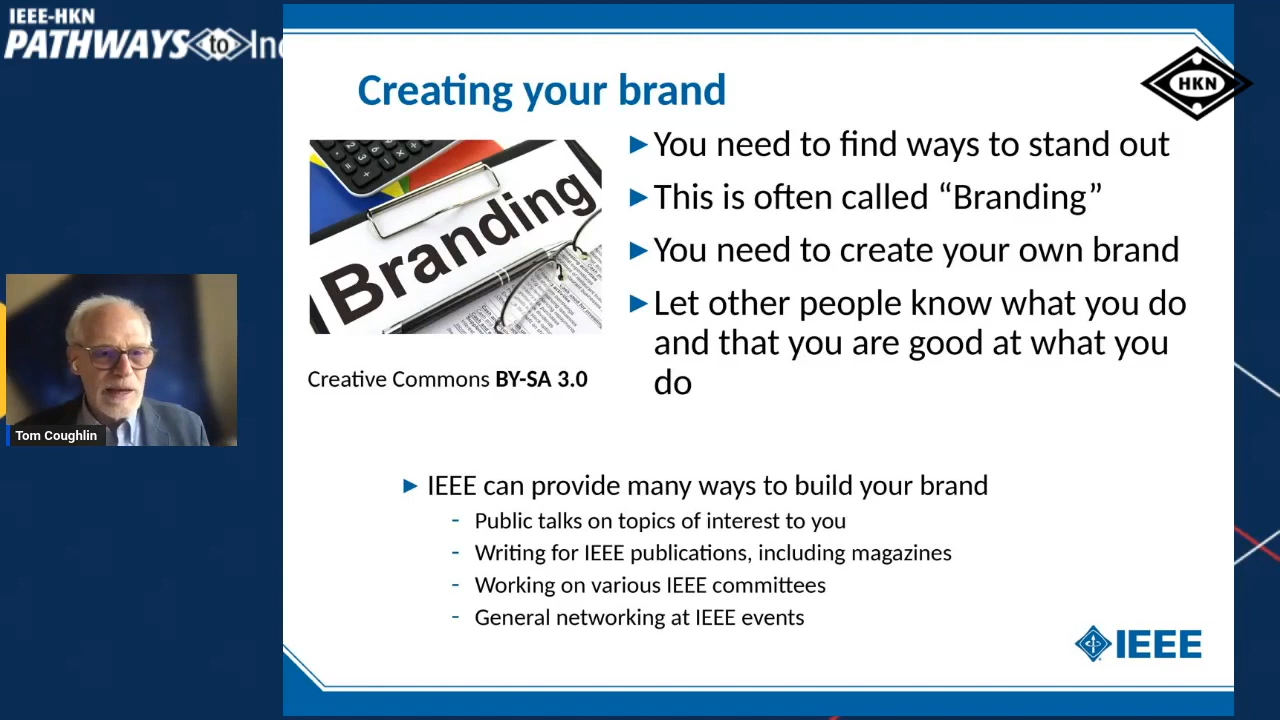 IEEE-HKN
PATHWAYS to In
HKN
Creating your brand
Branding
Creative Commons BY-SA 3.0
You need to find ways to stand out
This is often called “Branding”
You need to create your own brand
Let other people know what you do
and that you are good at what you
do
Tom Coughlin
IEEE can provide many ways to build your brand
- Public talks on topics of interest to you
- Writing for IEEE publications, including magazines
- Working on various IEEE committees
- General networking at IEEE events
IEEE